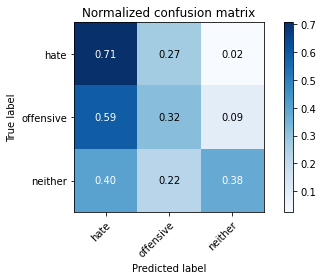 Normalized confusion matrix
True label
hate 0.71 0.27 0.02
offensive 0.59 0.32 0.09
neither 0.40 0.22 0.38
hate offensive neither
Predicted label
0.7
0.6
0.5
0.4
0.3
0.2
0.1